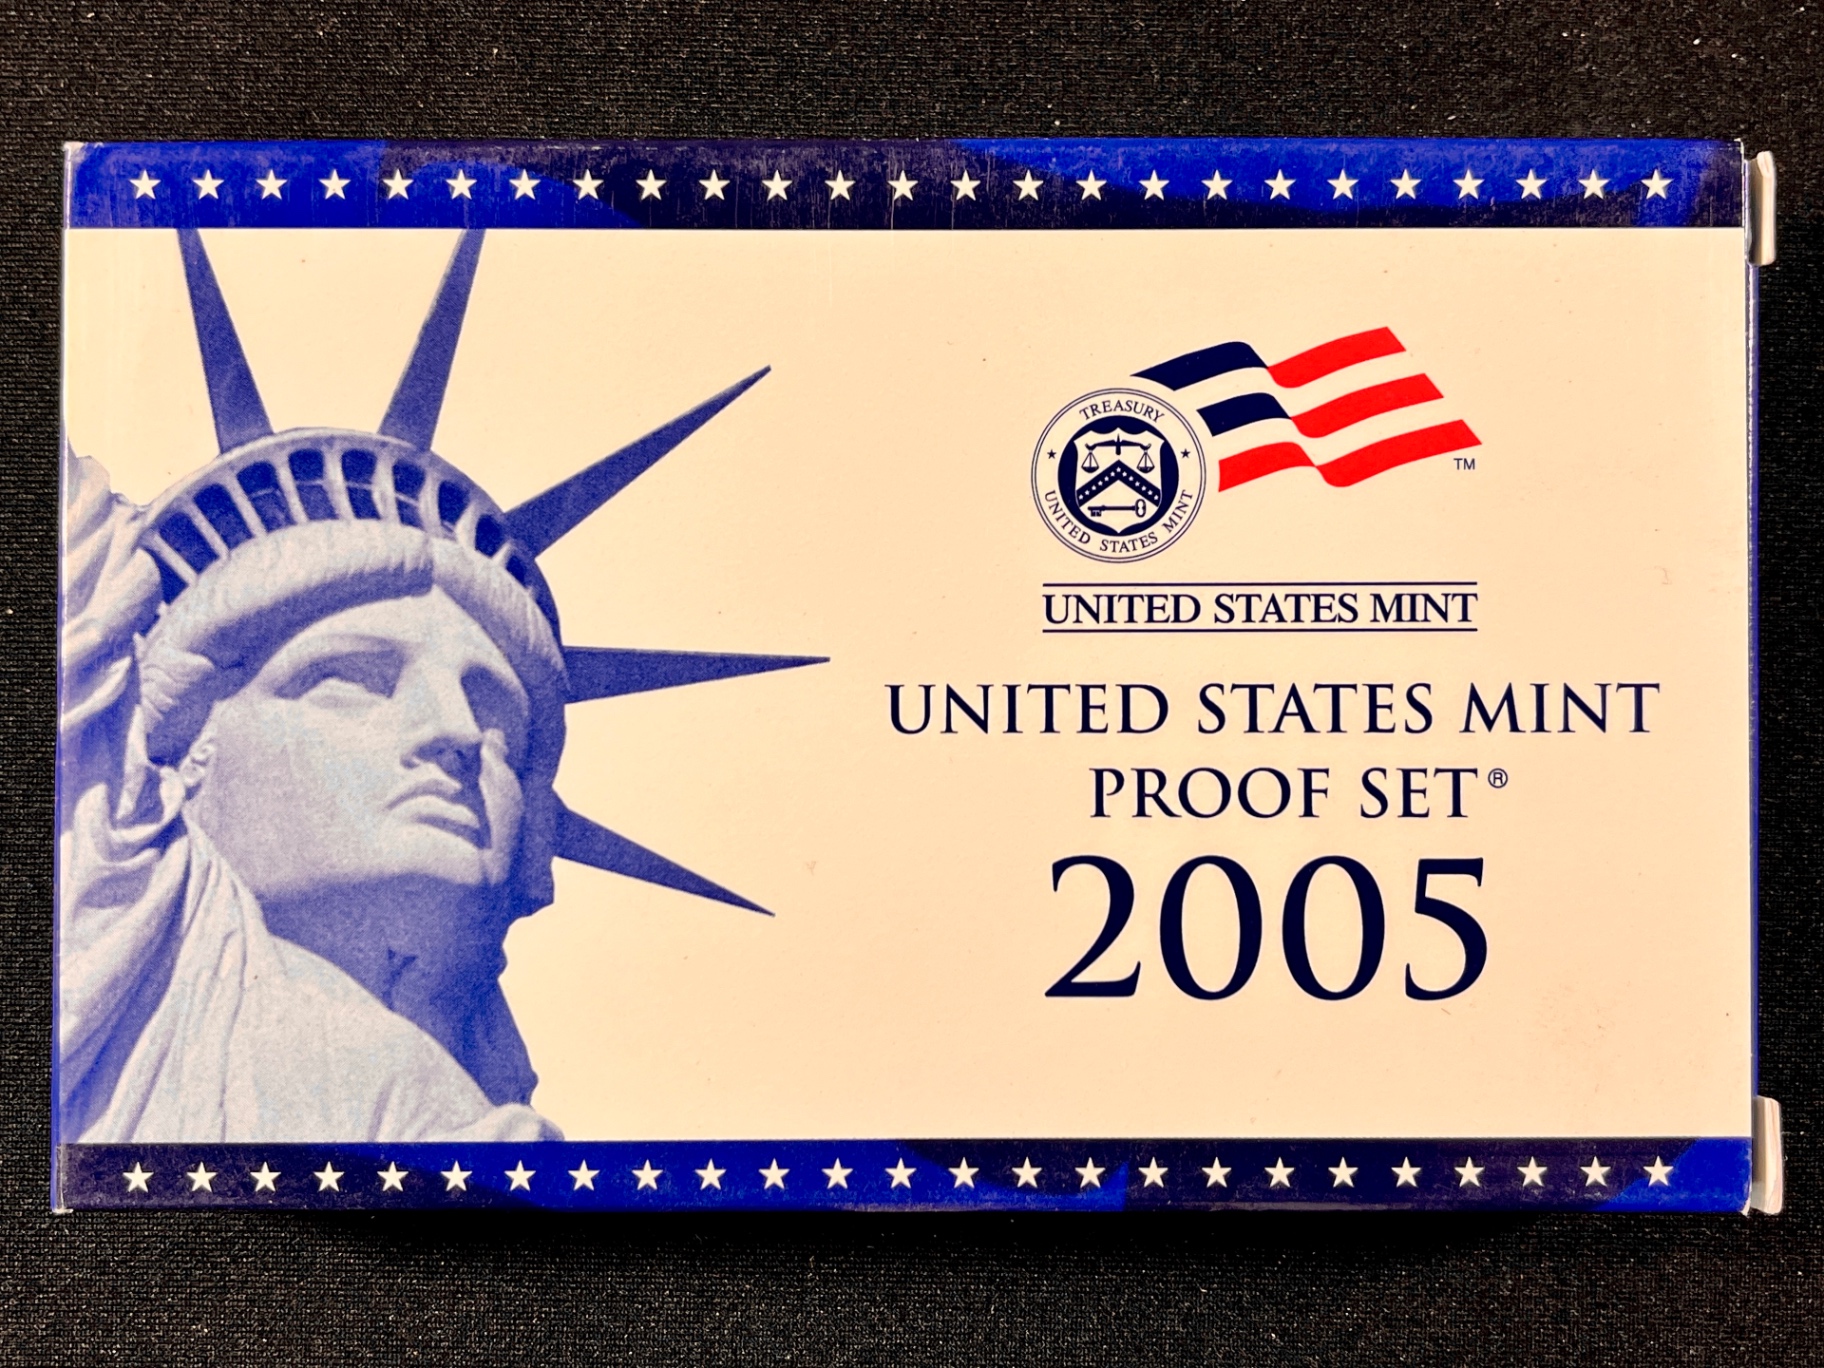 TREASURY
UNITED STATES MINT
TM
UNITED STATES MINT
UNITED STATES MINT
PROOF SET®
2005